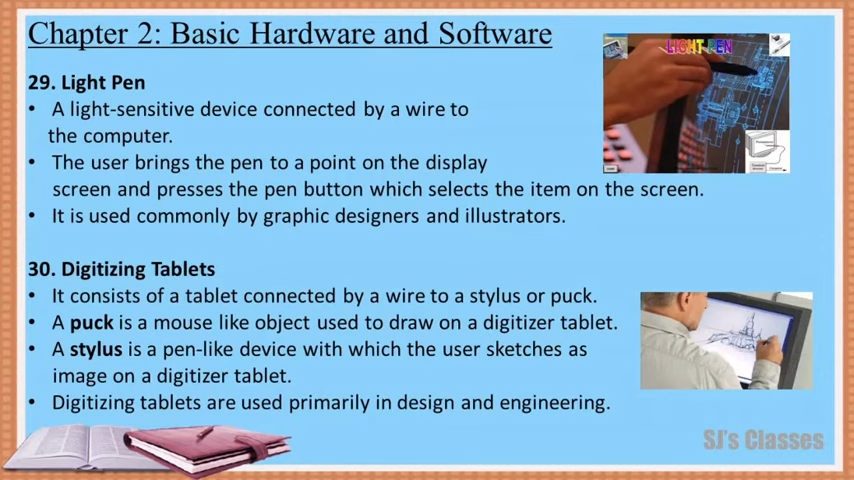 Chapter 2: Basic Hardware and Software
LIGHT PEN
29. Light Pen
• A light-sensitive device connected by a wire to
the computer.
• The user brings the pen to a point on the display
screen and presses the pen button which selects the item on the screen.
• It is used commonly by graphic designers and illustrators.
30. Digitizing Tablets
• It consists of a tablet connected by a wire to a stylus or puck.
• A puck is a mouse like object used to draw on a digitizer tablet.
• A stylus is a pen-like device with which the user sketches as
image on a digitizer tablet.
• Digitizing tablets are used primarily in design and engineering.
SJ's Classes